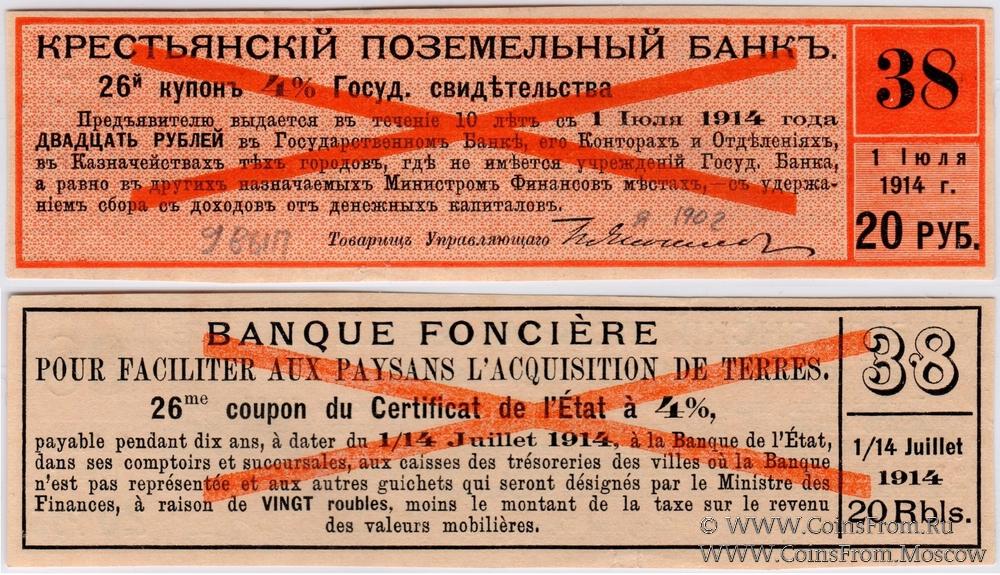 КРЕСТЬЯНСКІЙ ПОЗЕМЕЛЬНЫЙ БАНКЪ.
26й купонъ 4% Госуд. свидѣтельства
Предъявителю выдается въ теченіе 10 лѣтъ съ 1 Іюля 1914 года
ДВАДЦАТЬ РУБЛЕЙ въ Государственномъ Банкѣ, его Конторахъ и Отдѣленіяхъ,
въ Казначействахъ тѣхъ городовъ, гдѣ не имѣется учрежденій Госуд. Банка,
а равно въ другихъ назначаемыхъ Министромъ Финансовъ мѣстахъ,—съ удержа-
ніемъ сбора съ доходовъ отъ денежныхъ капиталовъ.
Товарищъ Управляющаго
9 вып
Я 1902
38
1 Іюля
1914 г.
20 РУБ.
BANQUE FONCIÈRE
POUR FACILITER AUX PAYSANS L'ACQUISITION DE TERRES.
26me coupon du Certificat de l'État à 4%,
payable pendant dix ans, à dater du 1/14 Juillet 1914, à la Banque de l'État,
dans ses comptoirs et succursales, aux caisses des trésoreries des villes où la Banque
n'est pas représentée et aux autres guichets qui seront désignés par le Ministre des
Finances, à raison de VINGT roubles, moins le montant de la taxe sur le revenu
des valeurs mobilières.
38
1/14 Juillet
1914
20 Rbls.
© www.CoinsFrom.Ru
www.CoinsFrom.Moscow